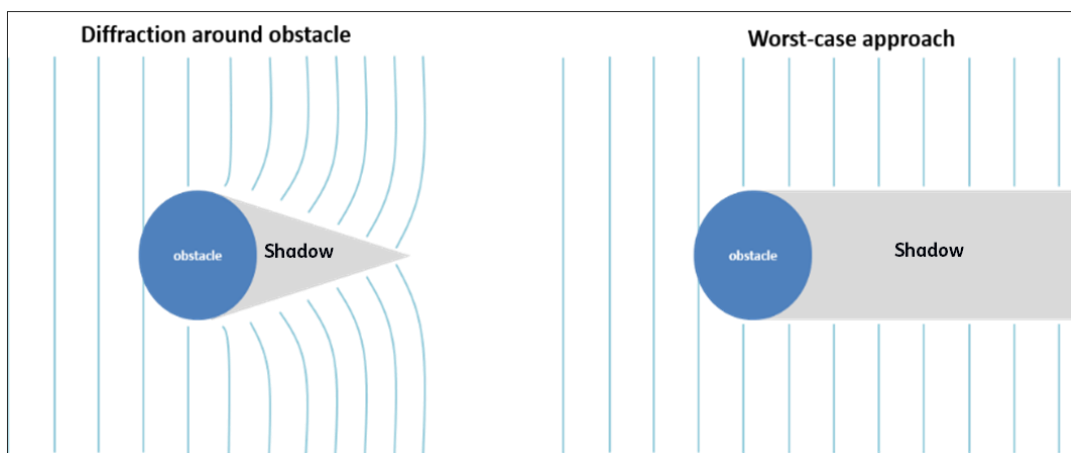 Diffraction around obstacle
obstacle
Shadow
Worst-case approach
obstacle
Shadow